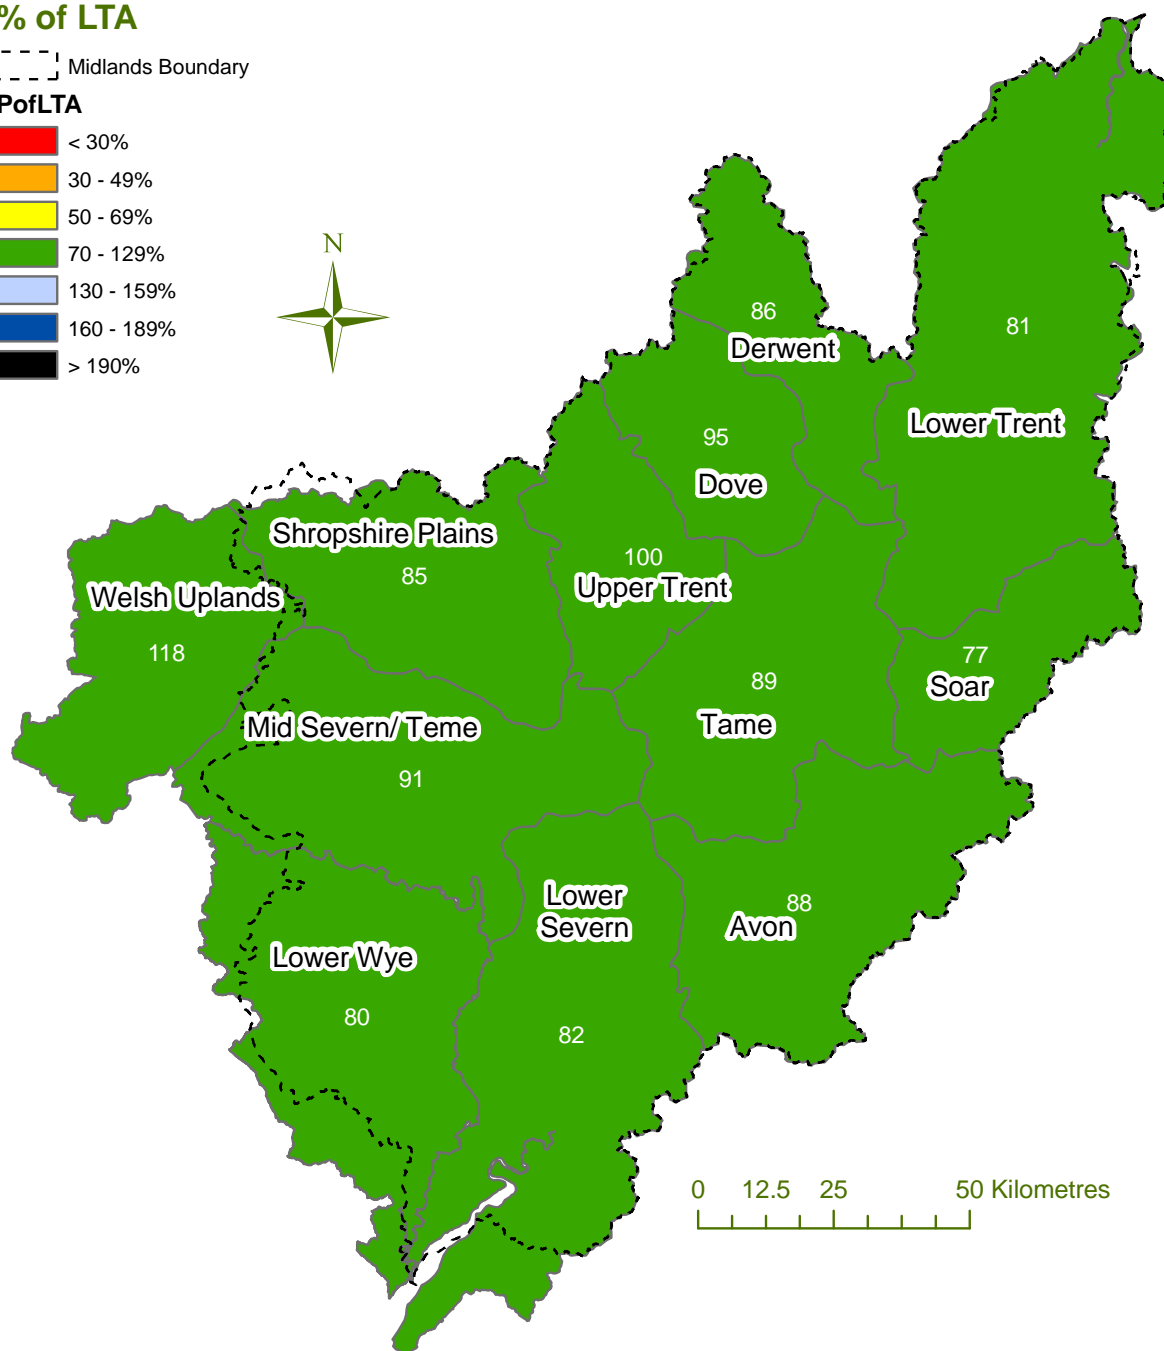 % of LTA
Midlands Boundary
PofLTA
< 30%
30 - 49%
50 - 69%
70 - 129%
130 - 159%
160 - 189%
> 190%
N
86
Derwent
81
Lower Trent
95
Dove
Shropshire Plains
85
100
Upper Trent
Welsh Uplands
118
77
Soar
89
Tame
Mid Severn/ Teme
91
Lower
Severn
88
Avon
Lower Wye
80
82
0 12.5 25 50 Kilometres